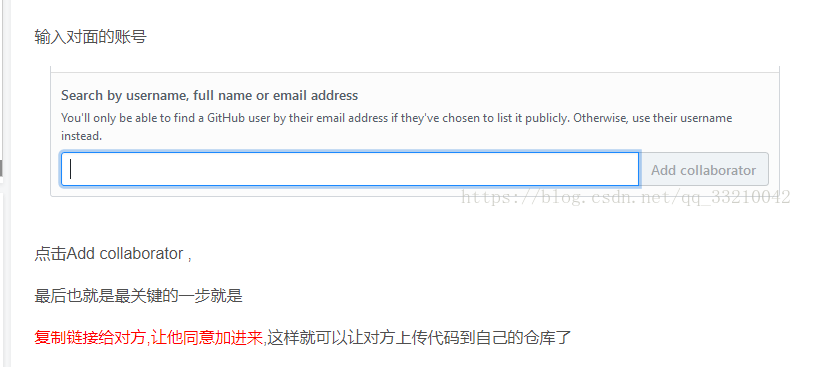 输入对面的账号
Search by username, full name or email address
You'll only be able to find a GitHub user by their email address if they've chosen to list it publicly. Otherwise, use their username
instead.
Add collaborator
https://blog.csdn.net/qq_33210042
点击Add collaborator ,
最后也就是最关键的一步就是
复制链接给对方,让他同意加进来,这样就可以让对方上传代码到自己的仓库了